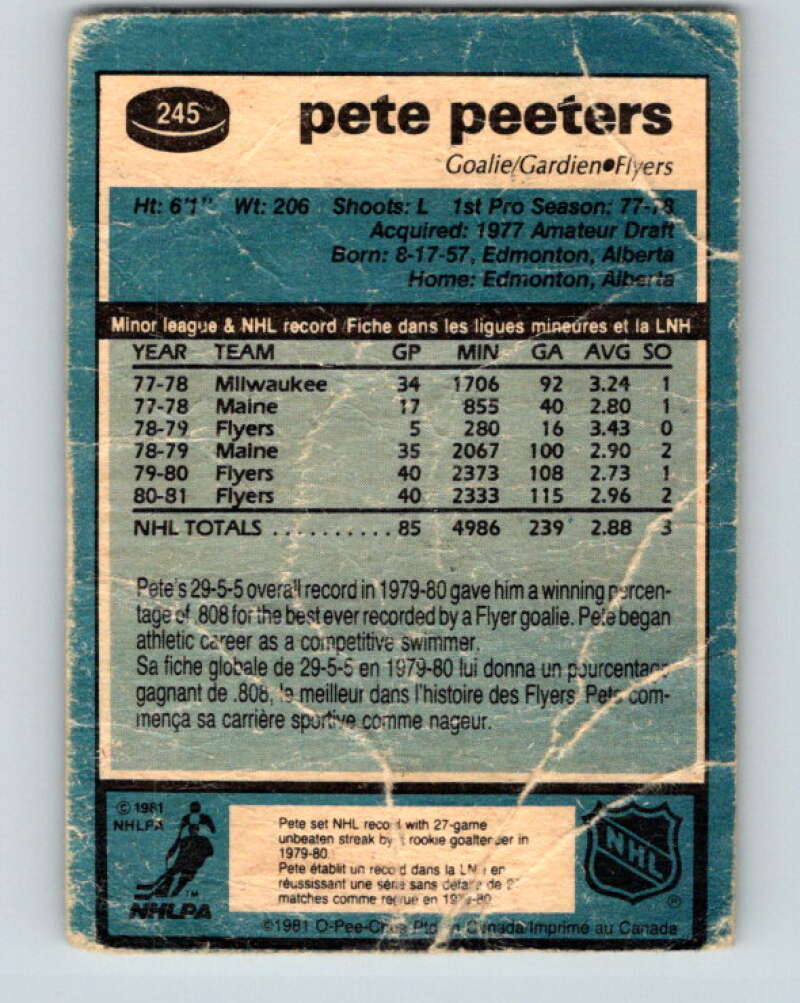 245
pete peeters
Goalie/Gardien●Flyers
Ht: 6'1" Wt: 206 Shoots: L 1st Pro Season: 77-78
Acquired: 1977 Amateur Draft
Born: 8-17-57, Edmonton, Alberta
Home: Edmonton, Alberta
Minor league & NHL record/Fiche dans les ligues mineures et la LNH
YEAR TEAM GP MIN GA AVG SO
77-78 Milwaukee 34 1706 92 3.24 1
77-78 Maine 17 855 40 2.80 1
78-79 Flyers 5 280 16 3.43 0
78-79 Maine 35 2067 100 2.90 2
79-80 Flyers 40 2373 108 2.73 1
80-81 Flyers 40 2333 115 2.96 2
NHL TOTALS .......... 85 4986 239 2.88 3
Pete's 29-5-5 overall record in 1979-80 gave him a winning percen-
tage of .808 for the best ever recorded by a Flyer goalie. Pete began
athletic career as a competitive swimmer.
Sa fiche globale de 29-5-5 en 1979-80 lui donna un pourcentage
gagnant de .808, le meilleur dans l'histoire des Flyers. Pete com-
mença sa carrière sportive comme nageur.
© 1981
NHLPA
Pete set NHL record with 27-game
unbeaten streak by a rookie goaltender in
1979-80.
Pete établit un record dans la LNH en
réussissant une série sans défaite de 27
matches comme recrue en 1979-80.
NHL
®
TM
NHLPA
©1981 O-Pee-Chee Ptd in Canada/Imprimé au Canada